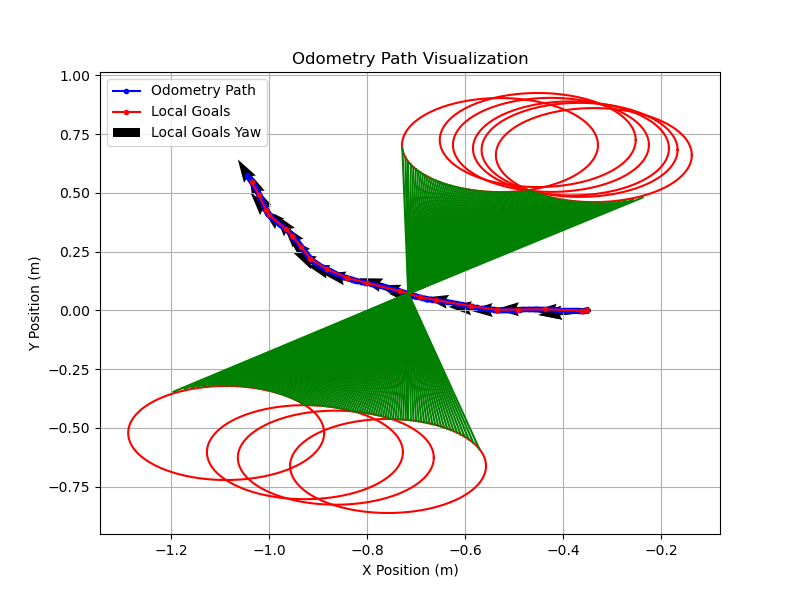 Odometry Path Visualization
Odometry Path
Local Goals
Local Goals Yaw
1.00
0.75
0.50
0.25
0.00
−0.25
−0.50
−0.75
Y Position (m)
−1.2 −1.0 −0.8 −0.6 −0.4 −0.2
X Position (m)